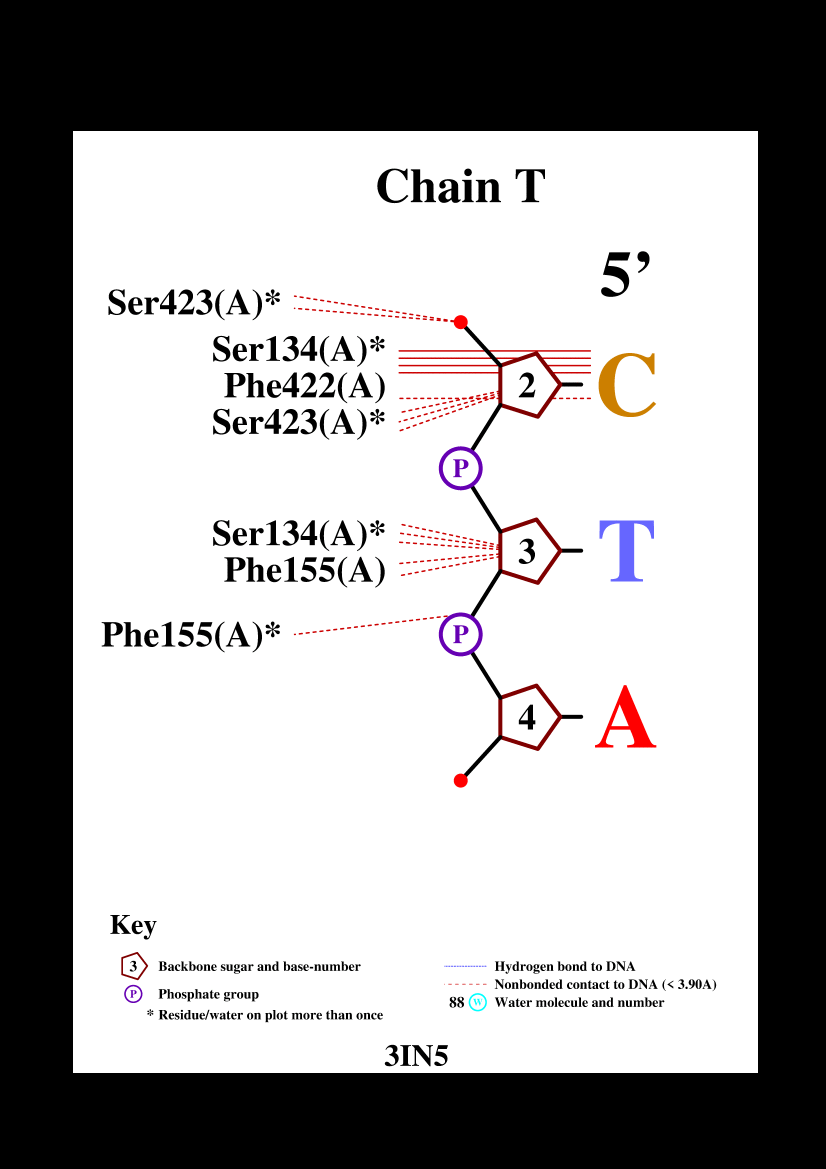 Chain T
5’
Ser423(A)*
Ser134(A)*
Phe422(A)
Ser423(A)*
2
C
P
Ser134(A)*
Phe155(A)
3
T
Phe155(A)*
P
4
A
Key
3 Backbone sugar and base-number
P Phosphate group
* Residue/water on plot more than once
Hydrogen bond to DNA
Nonbonded contact to DNA (< 3.90A)
88 W Water molecule and number
3IN5